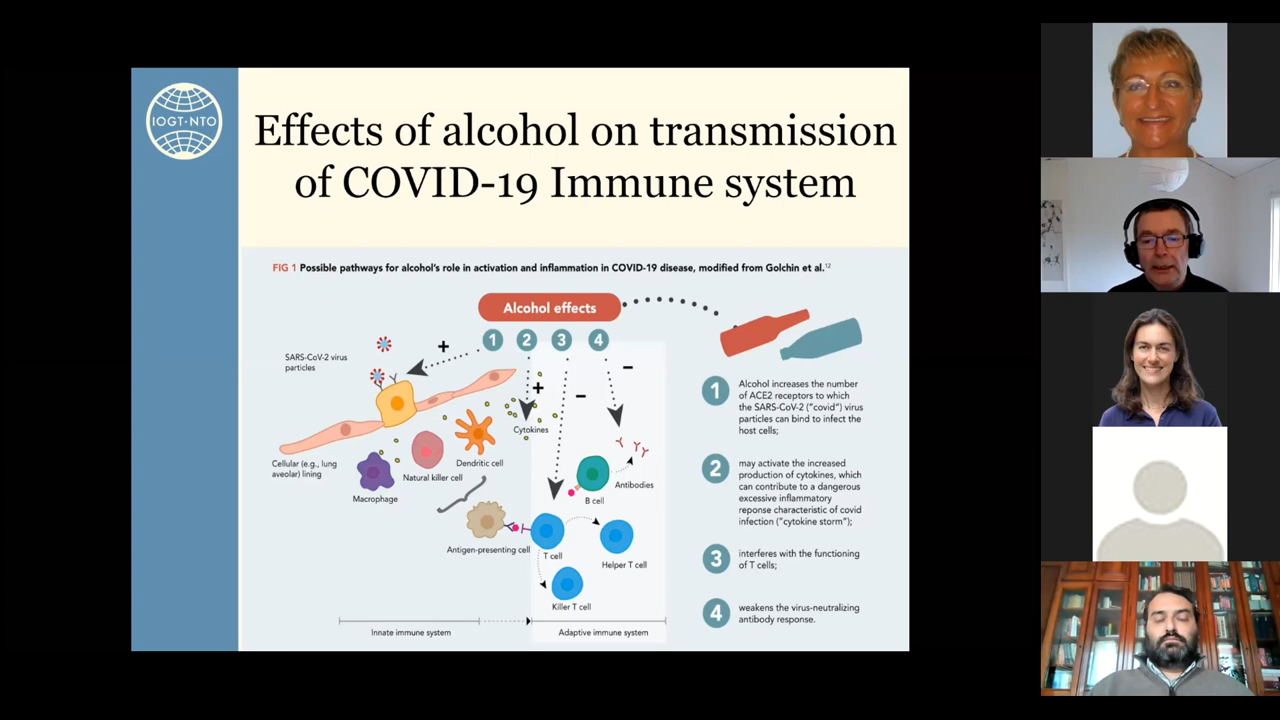 IOGT·NTO
Effects of alcohol on transmission
of COVID-19 Immune system
FIG 1 Possible pathways for alcohol's role in activation and inflammation in COVID-19 disease, modified from Golchin et al.12
Alcohol effects
1 2 3 4
SARS-CoV-2 virus
particles
+
+
−
−
Cytokines
Cellular (e.g., lung
aveolar) lining
Macrophage
Natural killer cell
Dendritic cell
Antigen-presenting cell
B cell
Antibodies
T cell
Helper T cell
Killer T cell
Innate immune system
Adaptive immune system
1
Alcohol increases the number
of ACE2 receptors to which
the SARS-CoV-2 ("covid") virus
particles can bind to infect the
host cells;
2
may activate the increased
production of cytokines, which
can contribute to a dangerous
excessive inflammatory
reponse characteristic of covid
infection ("cytokine storm");
3
interferes with the functioning
of T cells;
4
weakens the virus-neutralizing
antibody response.